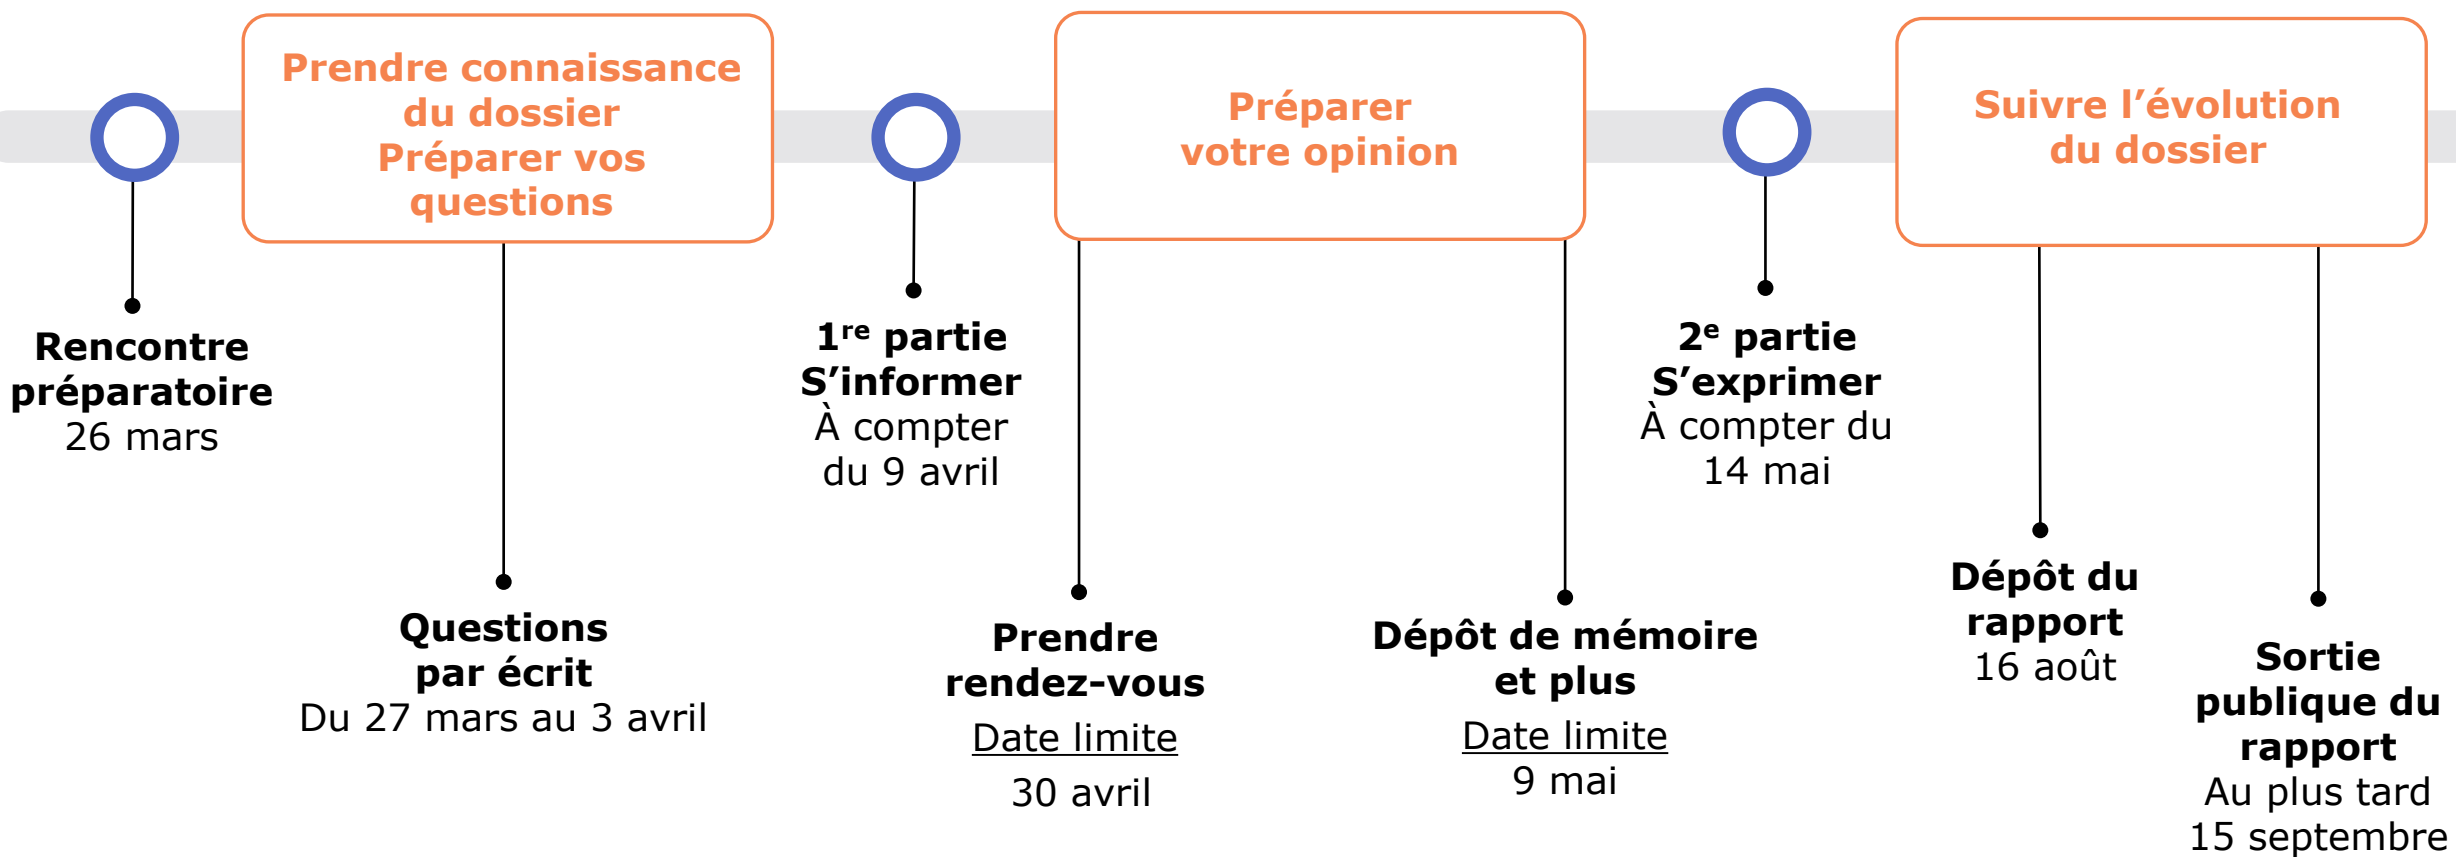 Prendre connaissance
du dossier
Préparer vos
questions
Préparer
votre opinion
Suivre l’évolution
du dossier
Rencontre
préparatoire
26 mars
Questions
par écrit
Du 27 mars au 3 avril
1re partie
S’informer
À compter
du 9 avril
Prendre
rendez-vous
Date limite
30 avril
Dépôt de mémoire
et plus
Date limite
9 mai
2e partie
S’exprimer
À compter du
14 mai
Dépôt du
rapport
16 août
Sortie
publique du
rapport
Au plus tard
15 septembre